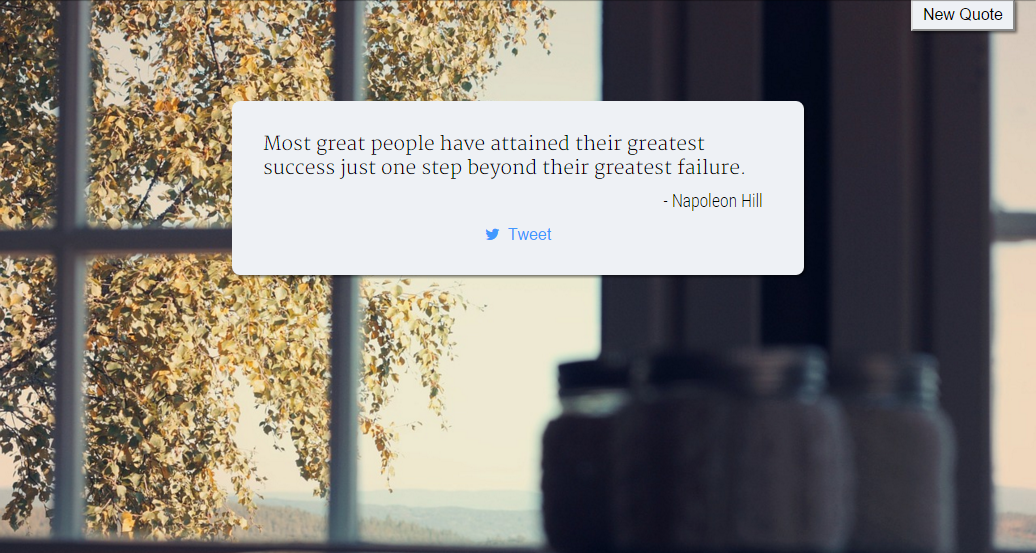 New Quote
Most great people have attained their greatest
success just one step beyond their greatest failure.
- Napoleon Hill
Tweet